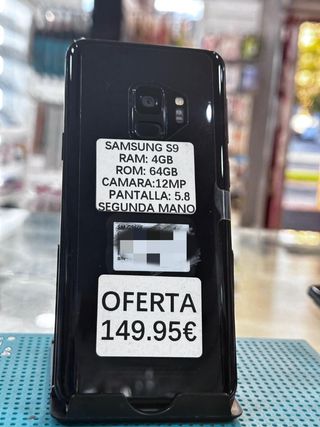 SAMSUNG S9
RAM: 4GB
ROM: 64GB
CAMARA:12MP
PANTALLA: 5.8
SEGUNDA MANO
OFERTA
149.95€